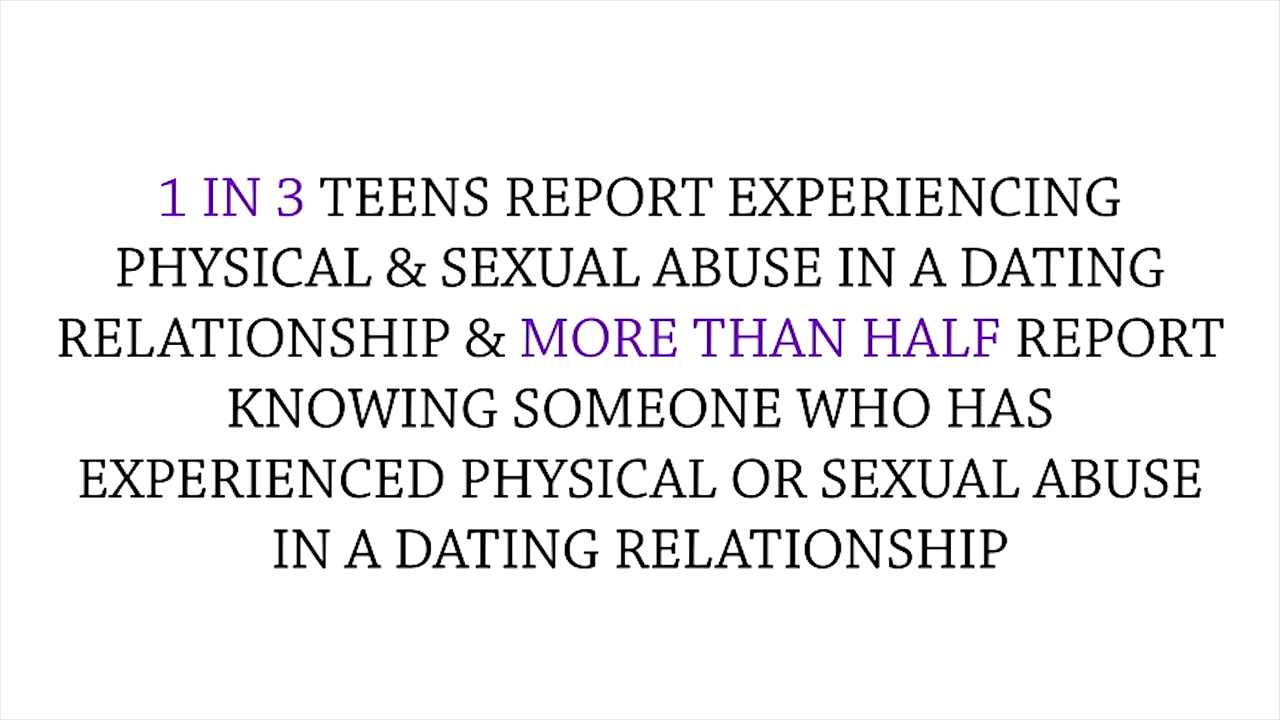 1 IN 3 TEENS REPORT EXPERIENCING
PHYSICAL & SEXUAL ABUSE IN A DATING
RELATIONSHIP & MORE THAN HALF REPORT
KNOWING SOMEONE WHO HAS
EXPERIENCED PHYSICAL OR SEXUAL ABUSE
IN A DATING RELATIONSHIP